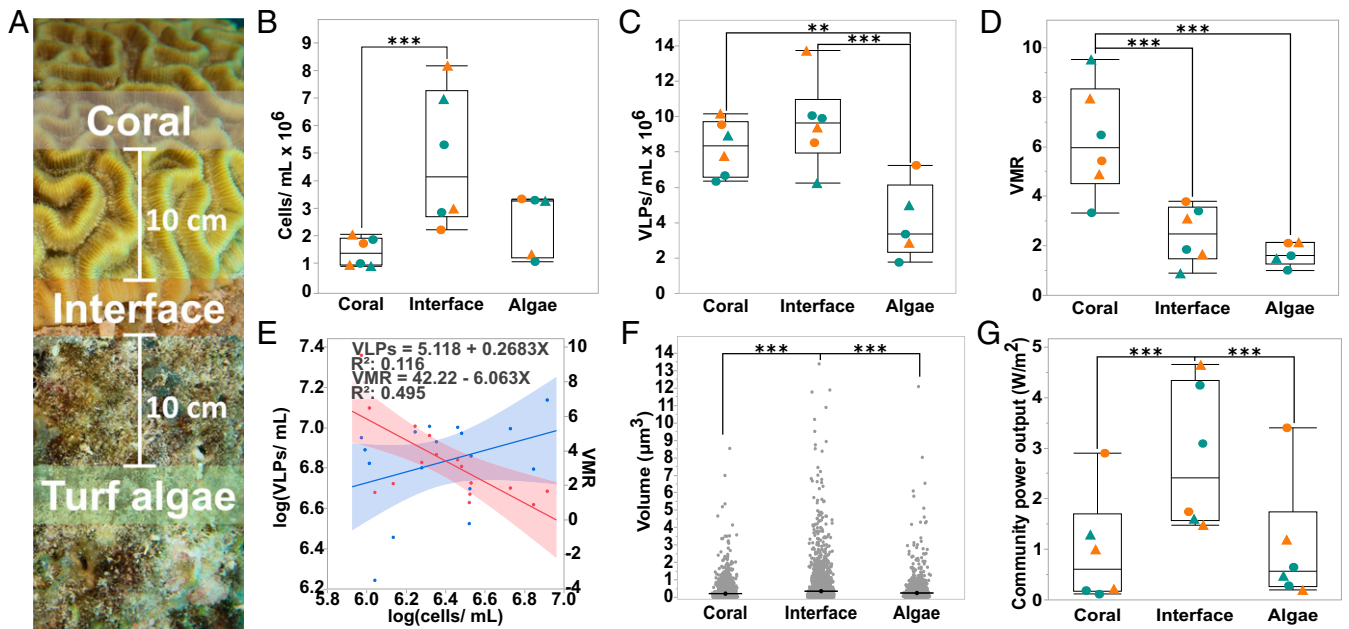 A
Coral
10 cm
Interface
10 cm
Turf algae
B
***
9
8
7
6
5
4
3
2
1
0
Cells/ mL x 10⁶
Coral Interface Algae
C
**
***
14
12
10
8
6
4
2
0
VLPs/ mL x 10⁶
Coral Interface Algae
D
***
***
10
8
6
4
2
0
VMR
Coral Interface Algae
E
VLPs = 5.118 + 0.2683X
R²: 0.116
VMR = 42.22 - 6.063X
R²: 0.495
7.4
7.2
7.0
6.8
6.6
6.4
6.2
log(VLPs/ mL)
10
8
6
4
2
0
-2
-4
VMR
5.8 6.0 6.2 6.4 6.6 6.8 7.0
log(cells/ mL)
F
*** ***
14
13
12
11
10
9
8
7
6
5
4
3
2
1
0
Volume (µm³)
Coral Interface Algae
G
*** ***
5
4
3
2
1
0
Community power output (W/m²)
Coral Interface Algae